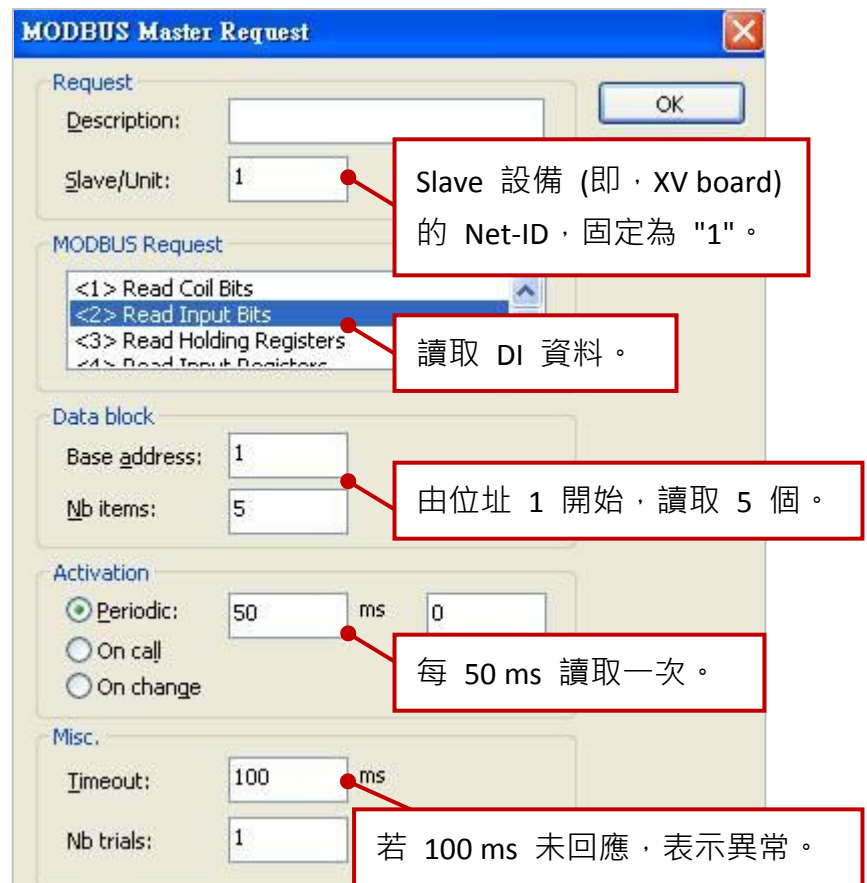 MODBUS Master Request
Request
OK
Description:
Slave/Unit:
1
Slave 設備 (即，XV board)
的 Net-ID，固定為 "1"。
MODBUS Request
<1> Read Coil Bits
<2> Read Input Bits
<3> Read Holding Registers
<4> Read Input Registers
讀取 DI 資料。
Data block
Base address:
1
Nb items:
5
由位址 1 開始，讀取 5 個。
Activation
Periodic:
50
ms
0
On call
On change
每 50 ms 讀取一次。
Misc.
Timeout:
100
ms
Nb trials:
1
若 100 ms 未回應，表示異常。